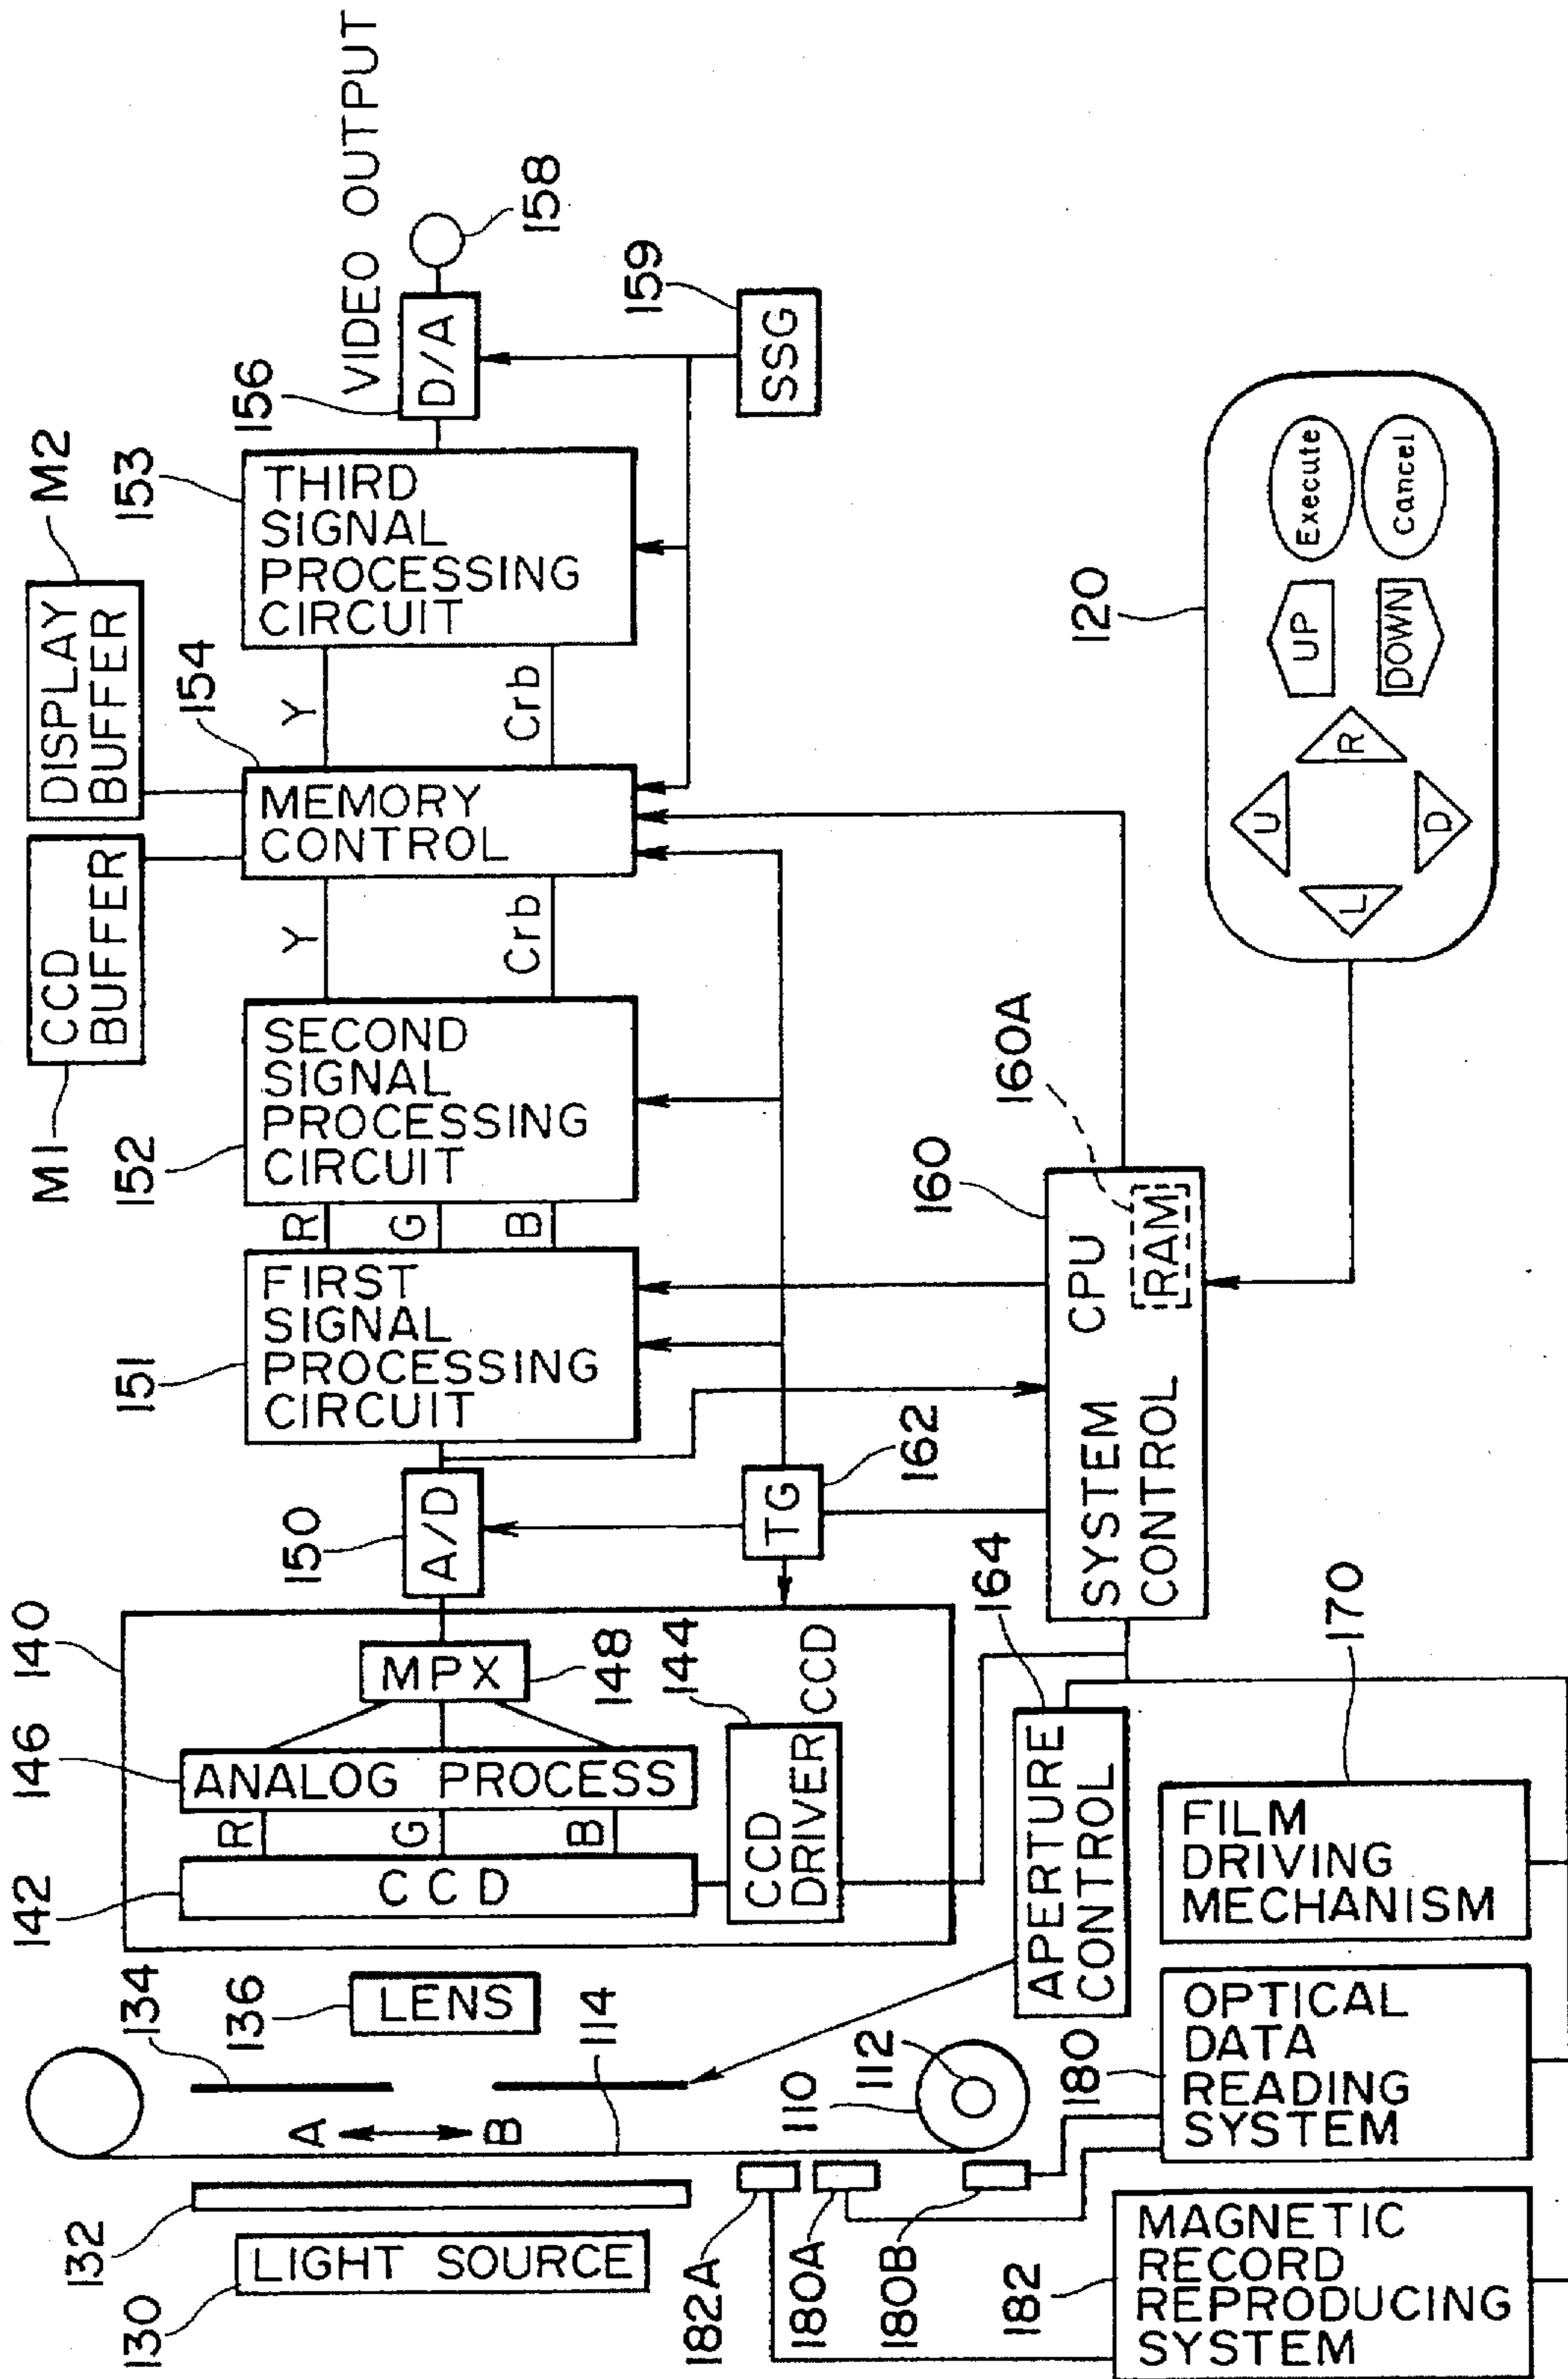 VIDEO OUTPUT
M1
CCD
BUFFER
DISPLAY
BUFFER
M2
140
142
146
150
151
152
154
153
156
158
CCD
R
G
B
ANALOG PROCESS
MPX
148
144
CCD
DRIVER
CCD
A/D
FIRST
SIGNAL
PROCESSING
CIRCUIT
R
G
B
SECOND
SIGNAL
PROCESSING
CIRCUIT
Y
Crb
MEMORY
CONTROL
Y
Crb
THIRD
SIGNAL
PROCESSING
CIRCUIT
D/A
SSG
159
TG
162
130
LIGHT SOURCE
132
134
A
B
136
LENS
114
110
112
182A
180A
180B
164
APERTURE
CONTROL
160
160A
SYSTEM
CONTROL
CPU
RAM
120
U
L
R
D
UP
DOWN
Execute
Cancel
182
MAGNETIC
RECORD
REPRODUCING
SYSTEM
180
OPTICAL
DATA
READING
SYSTEM
170
FILM
DRIVING
MECHANISM